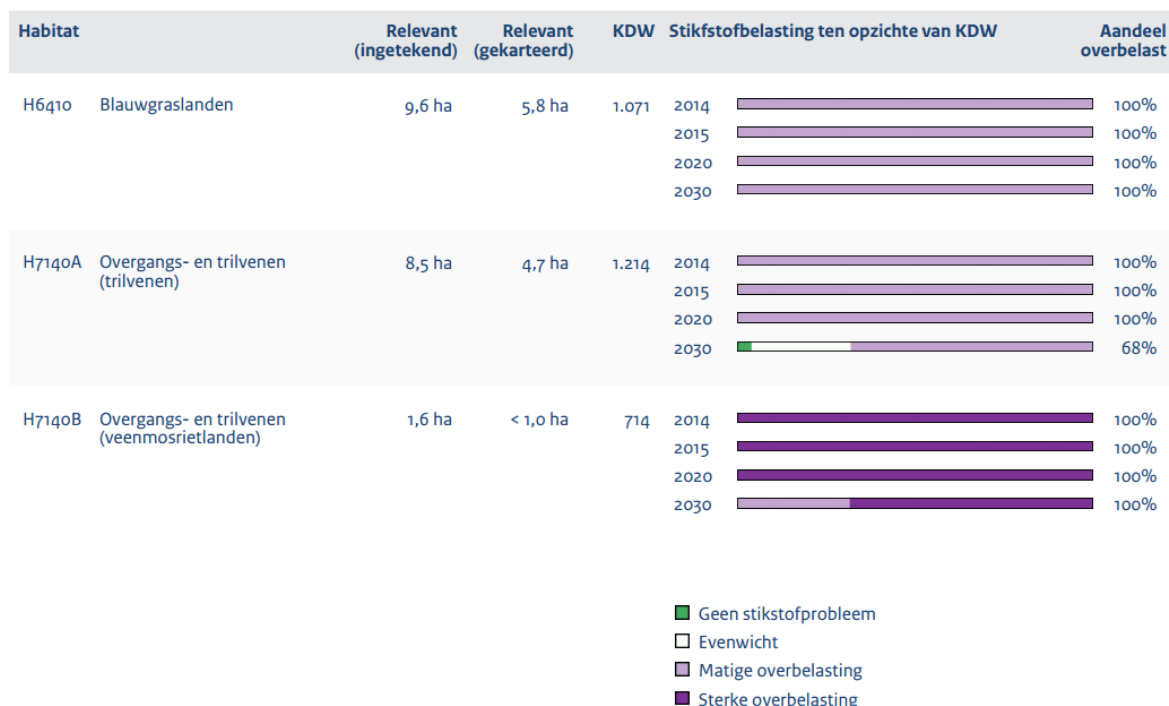 Habitat Relevant (ingetekend) Relevant (gekarteerd) KDW Stikfstofbelasting ten opzichte van KDW Aandeel overbelast
H6410 Blauwgraslanden 9,6 ha 5,8 ha 1.071 2014 100%
2015 100%
2020 100%
2030 100%
H7140A Overgangs- en trilvenen (trilvenen) 8,5 ha 4,7 ha 1.214 2014 100%
2015 100%
2020 100%
2030 68%
H7140B Overgangs- en trilvenen (veenmosrietlanden) 1,6 ha < 1,0 ha 714 2014 100%
2015 100%
2020 100%
2030 100%
Geen stikstofprobleem
Evenwicht
Matige overbelasting
Sterke overbelasting